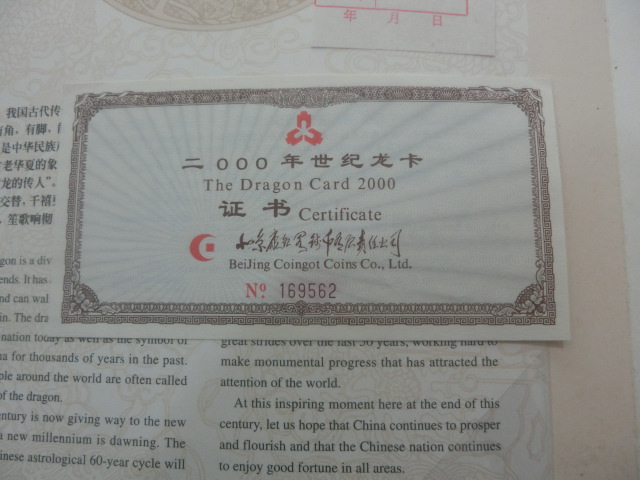 年 月 日
我国古代传
有角，有脚，
是中华民族
老华夏的象
龙的传人”。
交替，千禧
笙歌响彻
二000年世纪龙卡
The Dragon Card 2000
证书 Certificate
BeiJing Coingot Coins Co., Ltd.
No 169562
gon is a div
ends. It has
nd can wal
in. The dra
nation today as well as the symbol of
na for thousands of years in the past.
ple around the world are often called
of the dragon.
entury is now giving way to the new
a new millennium is dawning. The
inese astrological 60-year cycle will
great strides over the last 50 years, working hard to
make monumental progress that has attracted the
attention of the world.
At this inspiring moment here at the end of this
century, let us hope that China continues to prosper
and flourish and that the Chinese nation continues
to enjoy good fortune in all areas.